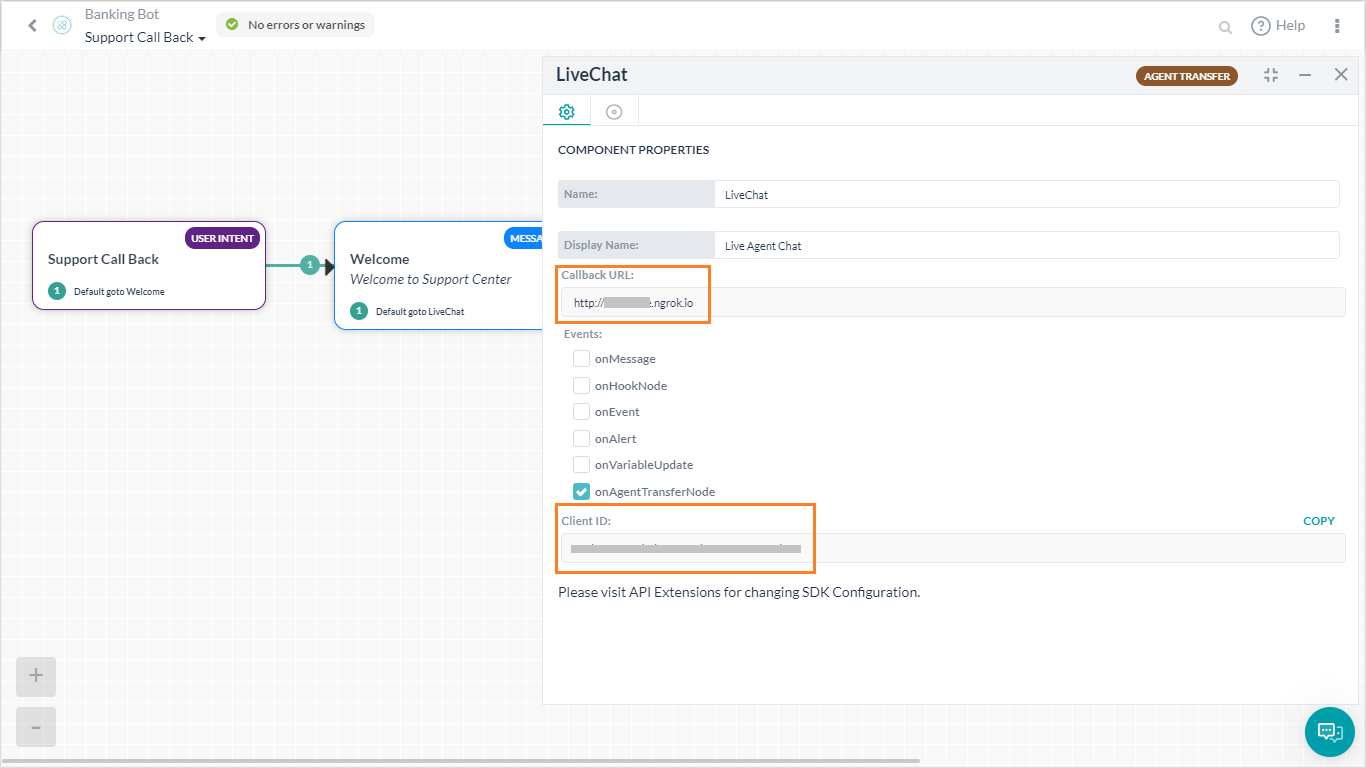 Banking Bot
Support Call Back
No errors or warnings
Help
LiveChat
AGENT TRANSFER
COMPONENT PROPERTIES
Name:
LiveChat
Display Name:
Live Agent Chat
Callback URL:
http:// .ngrok.io
Events:
onMessage
onHookNode
onEvent
onAlert
onVariableUpdate
onAgentTransferNode
Client ID:
COPY
Please visit API Extensions for changing SDK Configuration.
USER INTENT
Support Call Back
1 Default goto Welcome
1
MESSA
Welcome
Welcome to Support Center
1 Default goto LiveChat